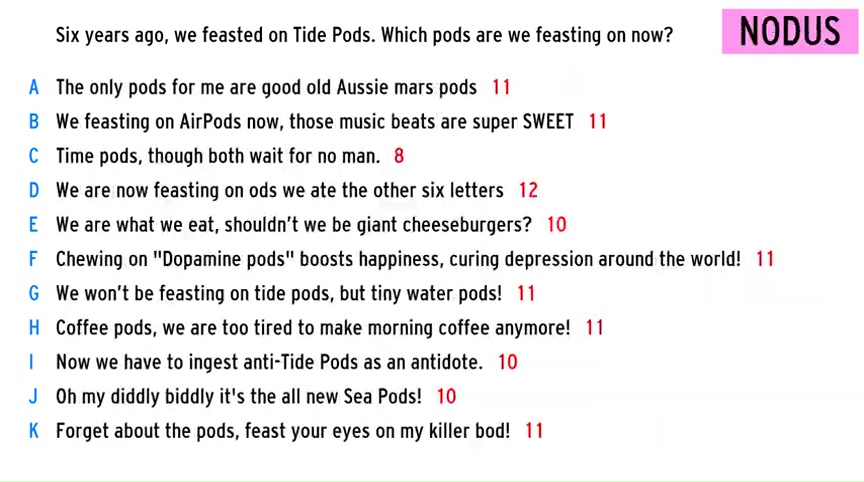 Six years ago, we feasted on Tide Pods. Which pods are we feasting on now?
NODUS
A The only pods for me are good old Aussie mars pods 11
B We feasting on AirPods now, those music beats are super SWEET 11
C Time pods, though both wait for no man. 8
D We are now feasting on ods we ate the other six letters 12
E We are what we eat, shouldn't we be giant cheeseburgers? 10
F Chewing on "Dopamine pods" boosts happiness, curing depression around the world! 11
G We won't be feasting on tide pods, but tiny water pods! 11
H Coffee pods, we are too tired to make morning coffee anymore! 11
I Now we have to ingest anti-Tide Pods as an antidote. 10
J Oh my diddly biddly it's the all new Sea Pods! 10
K Forget about the pods, feast your eyes on my killer bod! 11